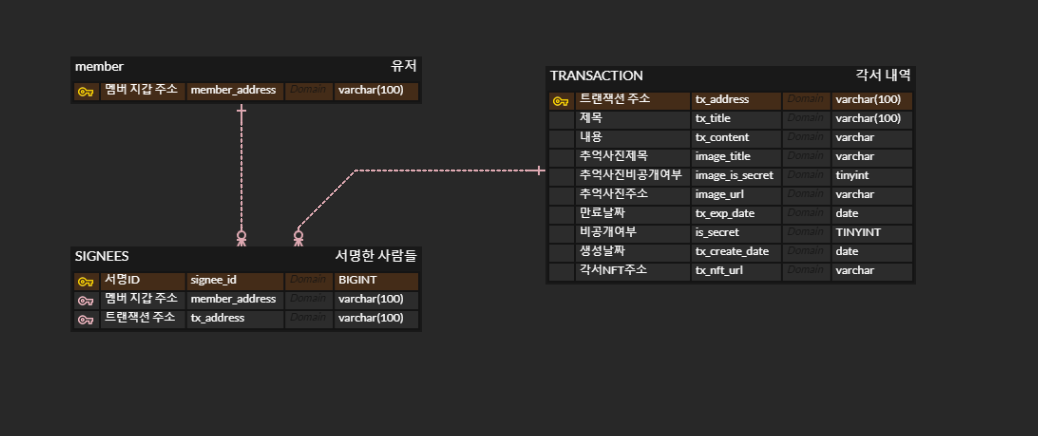 member 유저
멤버 지갑 주소 member_address Domain varchar(100)
TRANSACTION 각서 내역
트랜잭션 주소 tx_address Domain varchar(100)
제목 tx_title Domain varchar(100)
내용 tx_content Domain varchar
추억사진제목 image_title Domain varchar
추억사진비공개여부 image_is_secret Domain tinyint
추억사진주소 image_url Domain varchar
만료날짜 tx_exp_date Domain date
비공개여부 is_secret Domain TINYINT
생성날짜 tx_create_date Domain date
각서NFT주소 tx_nft_url Domain varchar
SIGNEES 서명한 사람들
서명ID signee_id Domain BIGINT
멤버 지갑 주소 member_address Domain varchar(100)
트랜잭션 주소 tx_address Domain varchar(100)